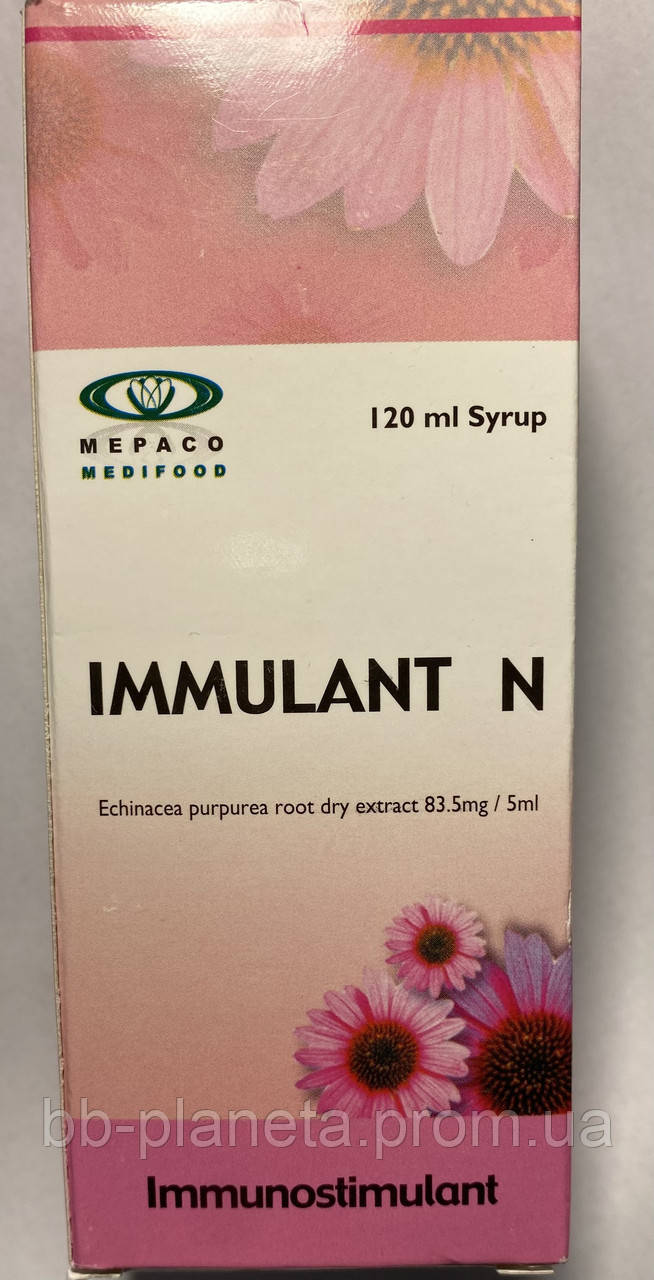 120 ml Syrup
MEPACO
MEDIFOOD
IMMULANT N
Echinacea purpurea root dry extract 83.5mg / 5ml
bb-planeta.prom.ua
Immunostimulant